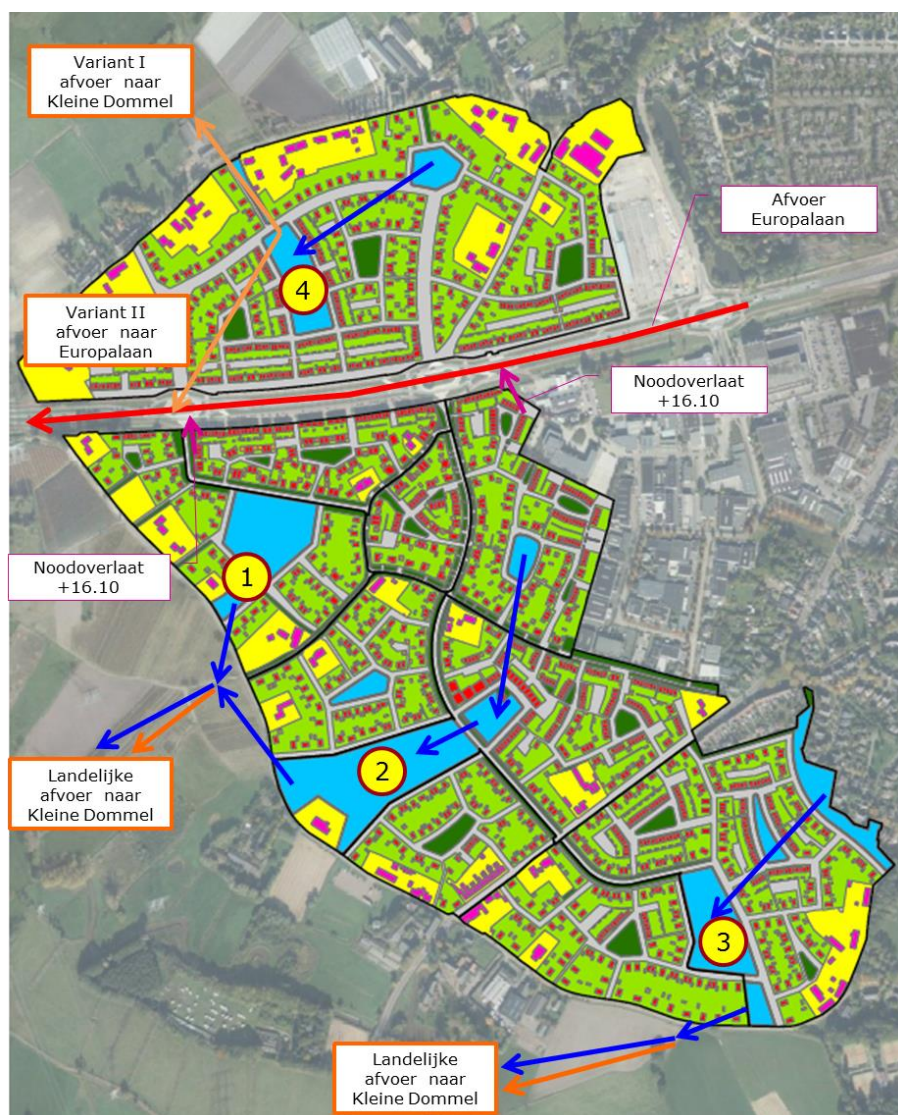 Variant I
afvoer naar
Kleine Dommel
Afvoer
Europalaan
4
Variant II
afvoer naar
Europalaan
Noodoverlaat
+16.10
Noodoverlaat
+16.10
1
2
Landelijke
afvoer naar
Kleine Dommel
3
Landelijke
afvoer naar
Kleine Dommel